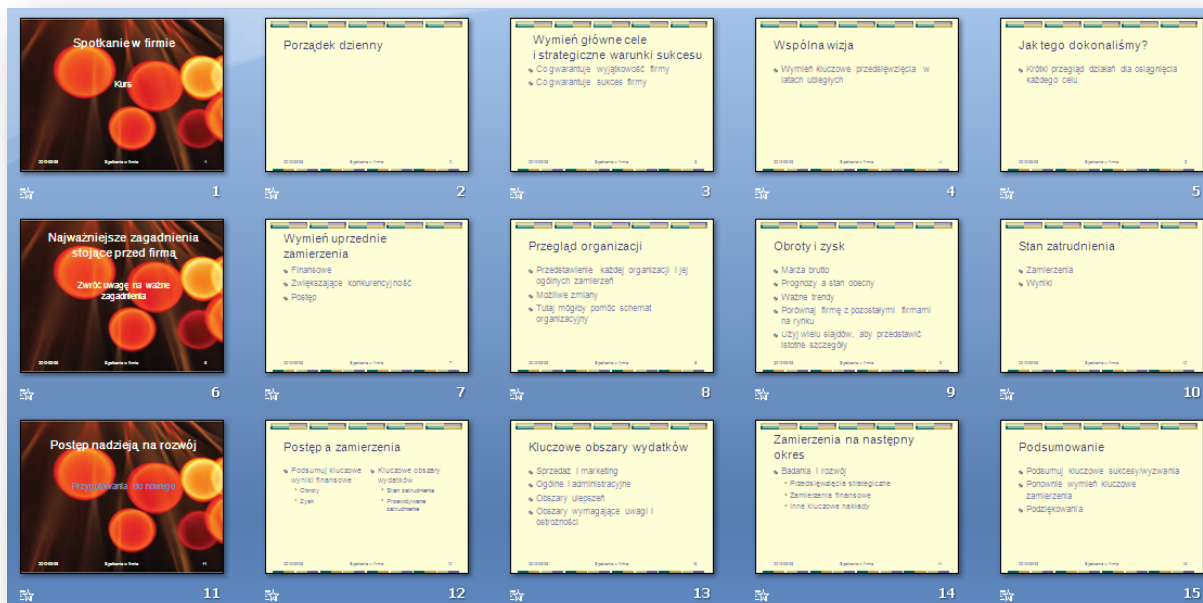 Spotkanie w firmie
Kurs
1
Porządek dzienny
2
Wymień główne cele
i strategiczne warunki sukcesu
Co gwarantuje wyjątkowość firmy
Co gwarantuje sukces firmy
3
Wspólna wizja
Wymień kluczowe przedsięwzięcia w
latach ubiegłych
4
Jak tego dokonaliśmy?
Krótki przegląd działań dla osiągnięcia
każdego celu
5
Najważniejsze zagadnienia
stojące przed firmą
Zwróć uwagę na ważne
zagadnienia
6
Wymień uprzednie
zamierzenia
Finansowe
Zwiększające konkurencyjność
Postęp
7
Przegląd organizacji
Przedstawienie każdej organizacji i jej
ogólnych zamierzeń
Możliwe zmiany
Tutaj mógłby pomóc schemat
organizacyjny
8
Obroty i zysk
Marża brutto
Prognozy a stan obecny
Ważne trendy
Porównaj firmę z pozostałymi firmami
na rynku
Użyj wielu slajdów, aby przedstawić
istotne szczegóły
9
Stan zatrudnienia
Zamierzenia
Wyniki
10
Postęp nadzieją na rozwój
Przygotowania do nowego
11
Postęp a zamierzenia
Podsumuj kluczowe
wyniki finansowe
Obroty
Zysk
Kluczowe obszary
wydatków
Stan zatrudnienia
Przewidywane
zatrudnienie
12
Kluczowe obszary wydatków
Sprzedaż i marketing
Ogólne i administracyjne
Obszary ulepszeń
Obszary wymagające uwagi i
ostrożności
13
Zamierzenia na następny
okres
Badania i rozwój
Przedsięwzięcia strategiczne
Zamierzenia finansowe
Inne kluczowe nakłady
14
Podsumowanie
Podsumuj kluczowe sukcesy/wyzwania
Ponownie wymień kluczowe
zamierzenia
Podziękowania
15